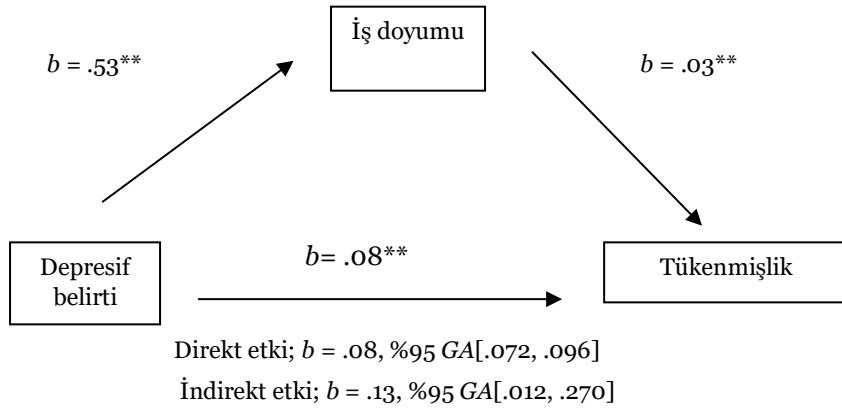 İş doyumu
b = .53**
b = .03**
b= .08**
Depresif
belirti
Tükenmişlik
Direkt etki; b = .08, %95 GA[.072, .096]
İndirekt etki; b = .13, %95 GA[.012, .270]